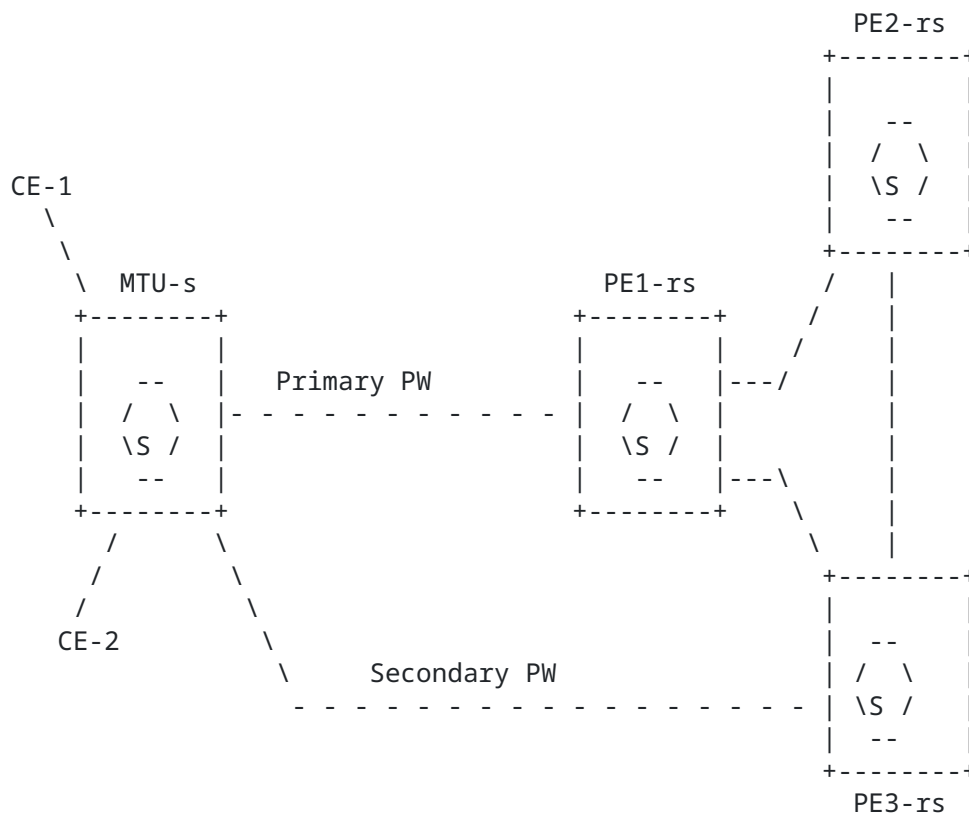 PE2-rs
+--------+
|        |
|   --   |
|  /  \  |
CE-1 |  \S /  |
\ |   --   |
\ +--------+
\ MTU-s PE1-rs / |
+--------+ +--------+ / |
|        | |        | / |
|   --   | Primary PW |   --   |---/ |
|  /  \  |- - - - - - - - - - - |  /  \  | |
|  \S /  | |  \S /  | |
|   --   | |   --   |---\ |
+--------+ +--------+ \ |
/ \ \ |
/ \ +--------+
/ \ |        |
CE-2 \ |  --    |
\ Secondary PW | /  \   |
- - - - - - - - - - - - - - - - - | \S /   |
|  --    |
+--------+
PE3-rs